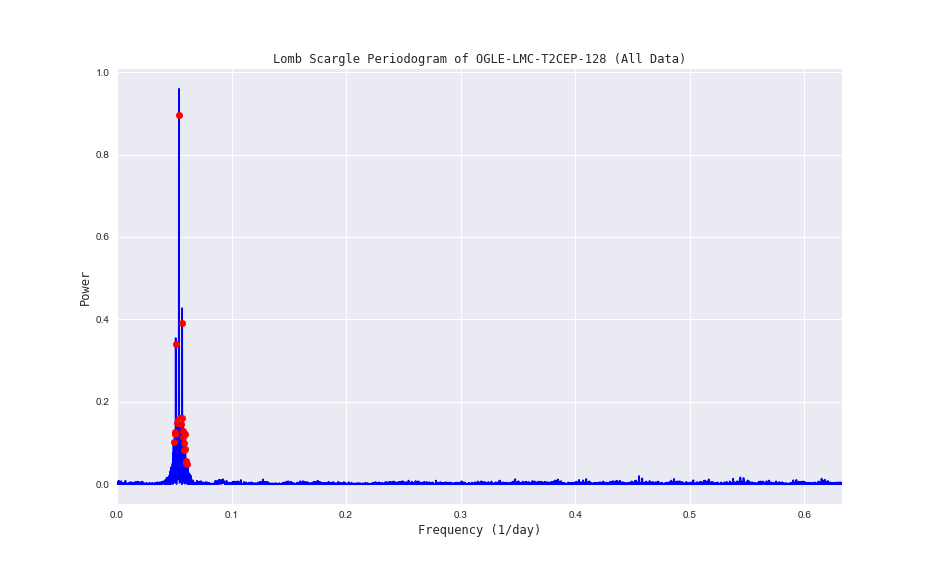 Lomb Scargle Periodogram of OGLE-LMC-T2CEP-128 (All Data)
1.0
0.8
0.6
0.4
0.2
0.0
Power
0.0 0.1 0.2 0.3 0.4 0.5 0.6
Frequency (1/day)